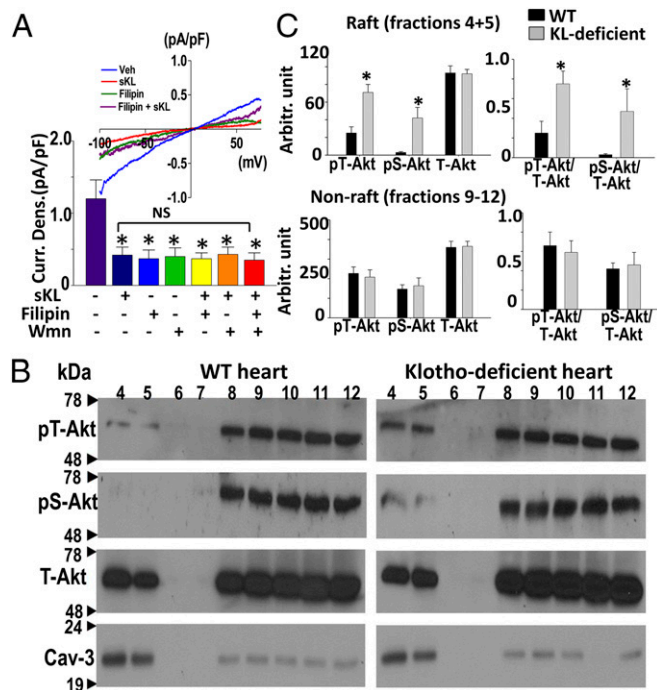 A
(pA/pF)
Veh
sKL
Filipin
Filipin + sKL
1.0
0.5
-100
-50
50
(mV)
-0.5
-1.0
Curr. Dens.(pA/pF)
2.0
1.0
0.0
NS
* * * * * *
sKL - + - - + - +
Filipin - - + - + - +
Wmn - - - + - + +
C
WT
KL-deficient
Raft (fractions 4+5)
Arbitr. unit
120
60
0
* *
pT-Akt pS-Akt T-Akt
1.0
0.5
0
* *
pT-Akt/ T-Akt pS-Akt/ T-Akt
Non-raft (fractions 9-12)
Arbitr. unit
500
250
0
pT-Akt pS-Akt T-Akt
1.0
0.5
0
pT-Akt/ T-Akt pS-Akt/ T-Akt
B
kDa WT heart Klotho-deficient heart
4 5 6 7 8 9 10 11 12 4 5 6 7 8 9 10 11 12
78
pT-Akt
48
78
pS-Akt
48
78
T-Akt
48
24
Cav-3
19